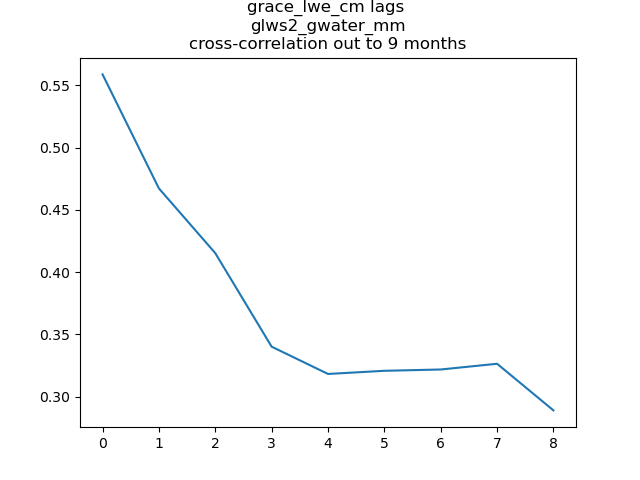 grace_lwe_cm lags
glws2_gwater_mm
cross-correlation out to 9 months
0.55
0.50
0.45
0.40
0.35
0.30
0 1 2 3 4 5 6 7 8